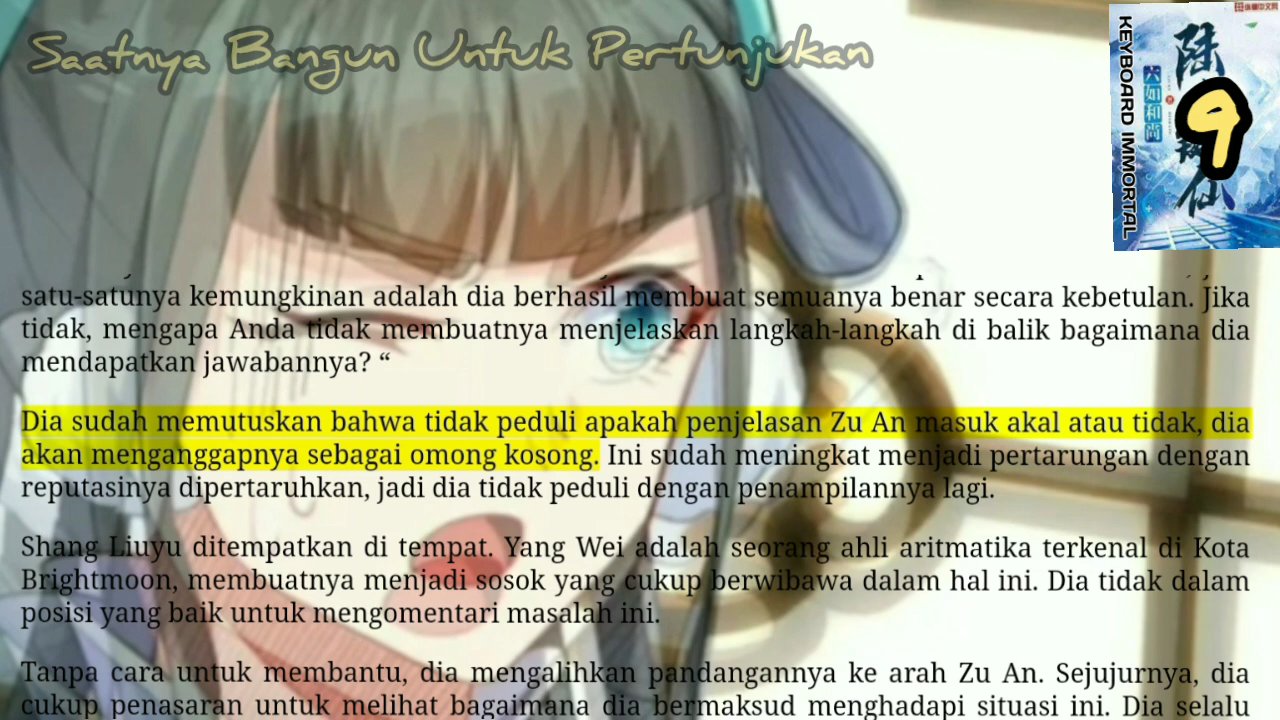 Saatnya Bangun Untuk Pertunjukan
KEYBOARD IMMORTAL
陆
仙
六如和尚
9
satu-satunya kemungkinan adalah dia berhasil membuat semuanya benar secara kebetulan. Jika
tidak, mengapa Anda tidak membuatnya menjelaskan langkah-langkah di balik bagaimana dia
mendapatkan jawabannya? “
Dia sudah memutuskan bahwa tidak peduli apakah penjelasan Zu An masuk akal atau tidak, dia
akan menganggapnya sebagai omong kosong. Ini sudah meningkat menjadi pertarungan dengan
reputasinya dipertaruhkan, jadi dia tidak peduli dengan penampilannya lagi.
Shang Liuyu ditempatkan di tempat. Yang Wei adalah seorang ahli aritmatika terkenal di Kota
Brightmoon, membuatnya menjadi sosok yang cukup berwibawa dalam hal ini. Dia tidak dalam
posisi yang baik untuk mengomentari masalah ini.
Tanpa cara untuk membantu, dia mengalihkan pandangannya ke arah Zu An. Sejujurnya, dia
cukup penasaran untuk melihat bagaimana dia bermaksud menghadapi situasi ini. Dia selalu